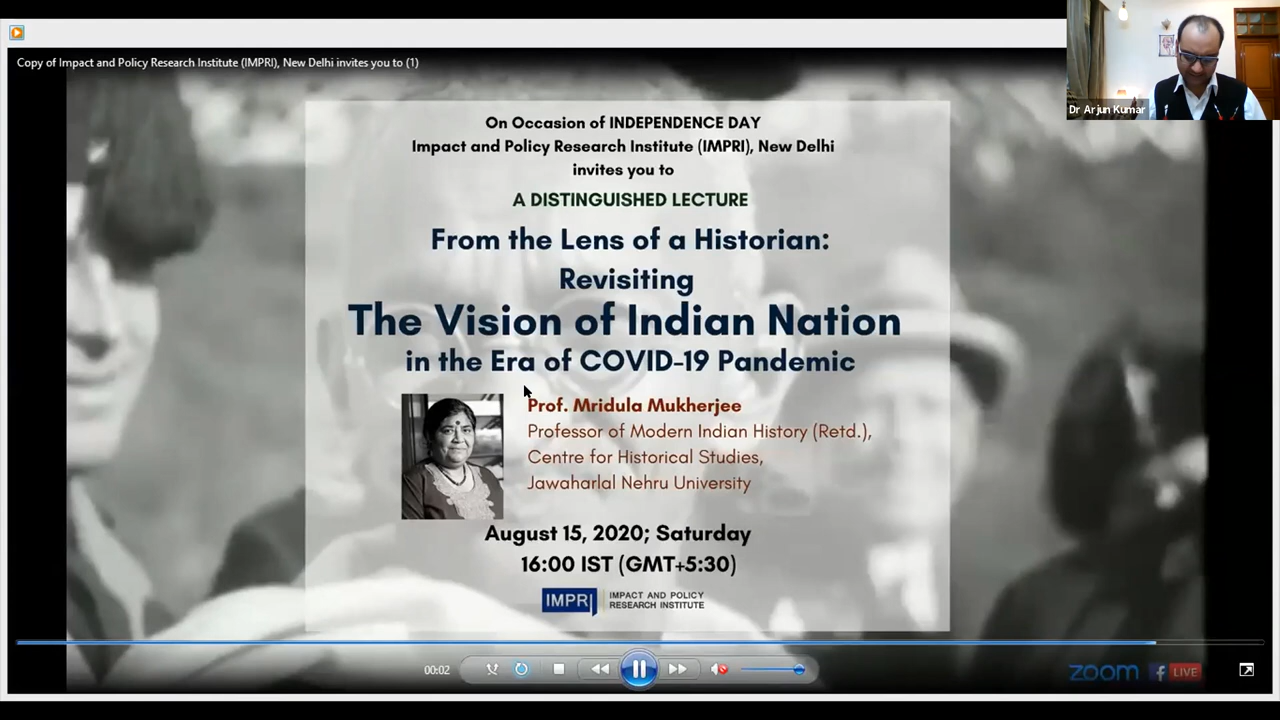 Copy of Impact and Policy Research Institute (IMPRI), New Delhi invites you to (1)
Dr Arjun Kumar
On Occasion of INDEPENDENCE DAY
Impact and Policy Research Institute (IMPRI), New Delhi
invites you to
A DISTINGUISHED LECTURE
From the Lens of a Historian:
Revisiting
The Vision of Indian Nation
in the Era of COVID-19 Pandemic
Prof. Mridula Mukherjee
Professor of Modern Indian History (Retd.),
Centre for Historical Studies,
Jawaharlal Nehru University
August 15, 2020; Saturday
16:00 IST (GMT+5:30)
IMPRI IMPACT AND POLICY
RESEARCH INSTITUTE
00:02
zoom f LIVE